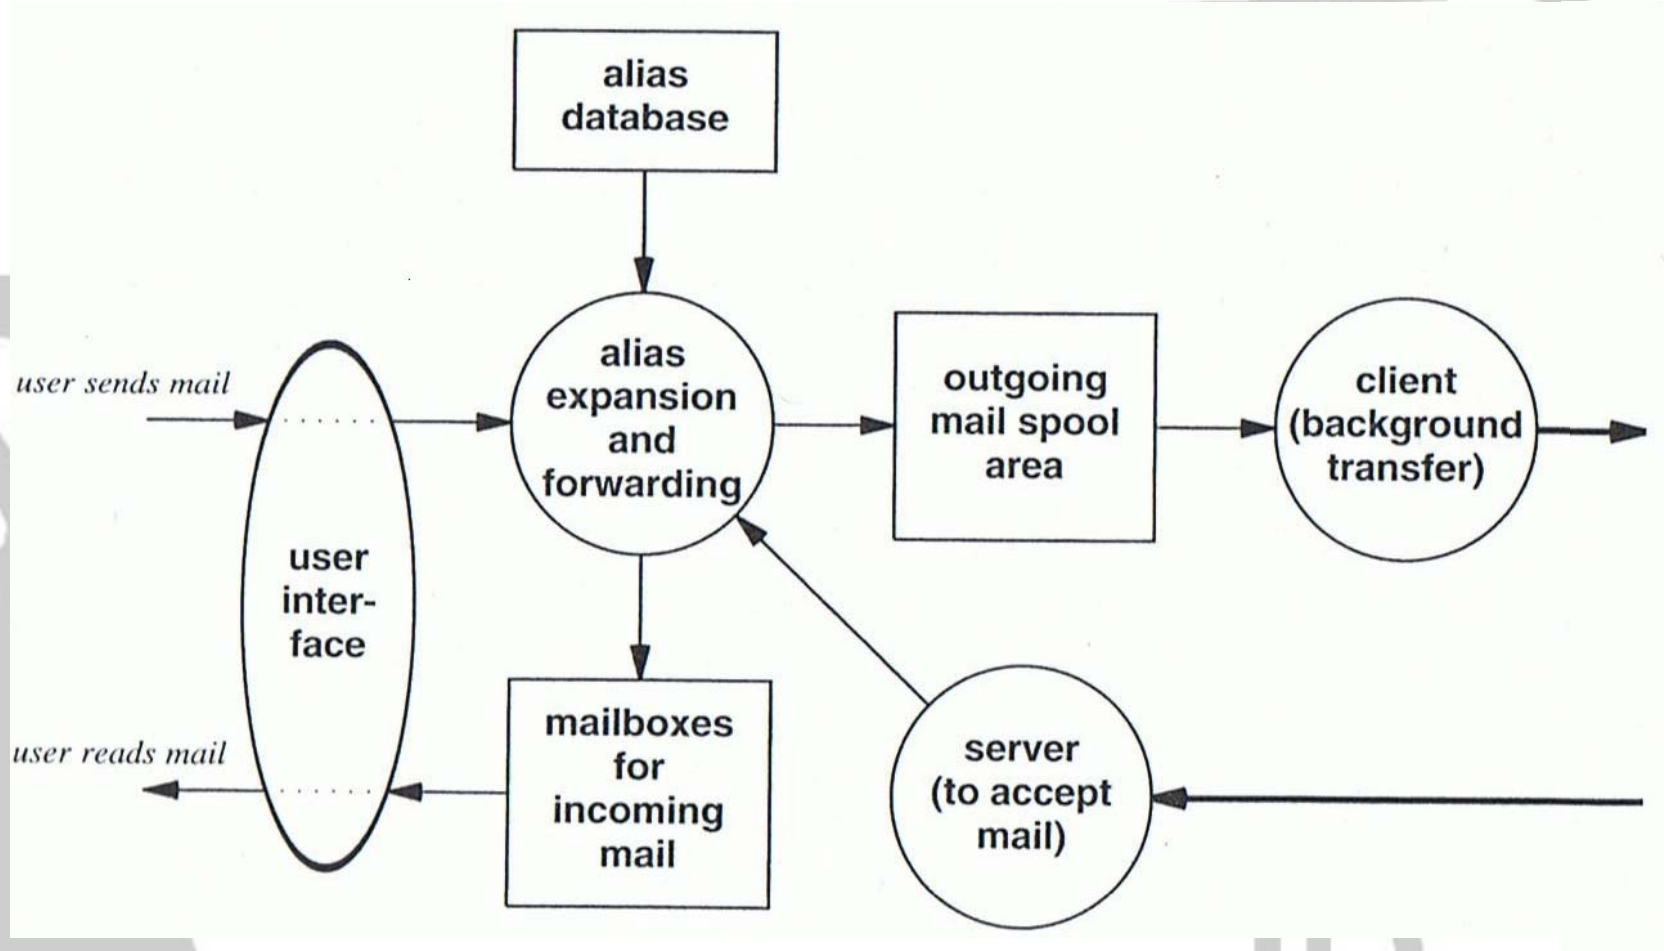 alias
database
user sends mail
alias
expansion
and
forwarding
outgoing
mail spool
area
client
(background
transfer)
user
inter-
face
user reads mail
mailboxes
for
incoming
mail
server
(to accept
mail)